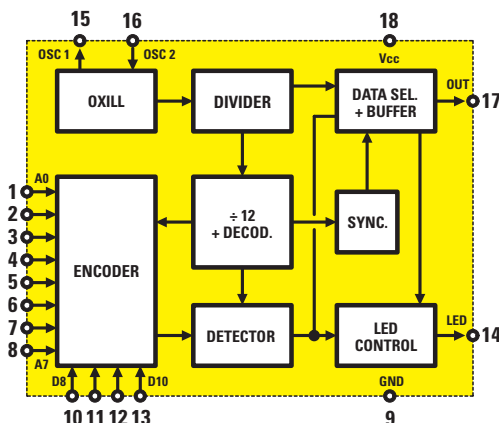 15
16
18
OSC 1
OSC 2
Vcc
OXILL
DIVIDER
DATA SEL.
+ BUFFER
OUT
17
A0
1
2
3
4
5
6
7
8
A7
ENCODER
÷ 12
+ DECOD.
SYNC.
DETECTOR
LED
CONTROL
LED
14
D8
D10
GND
10
11
12
13
9